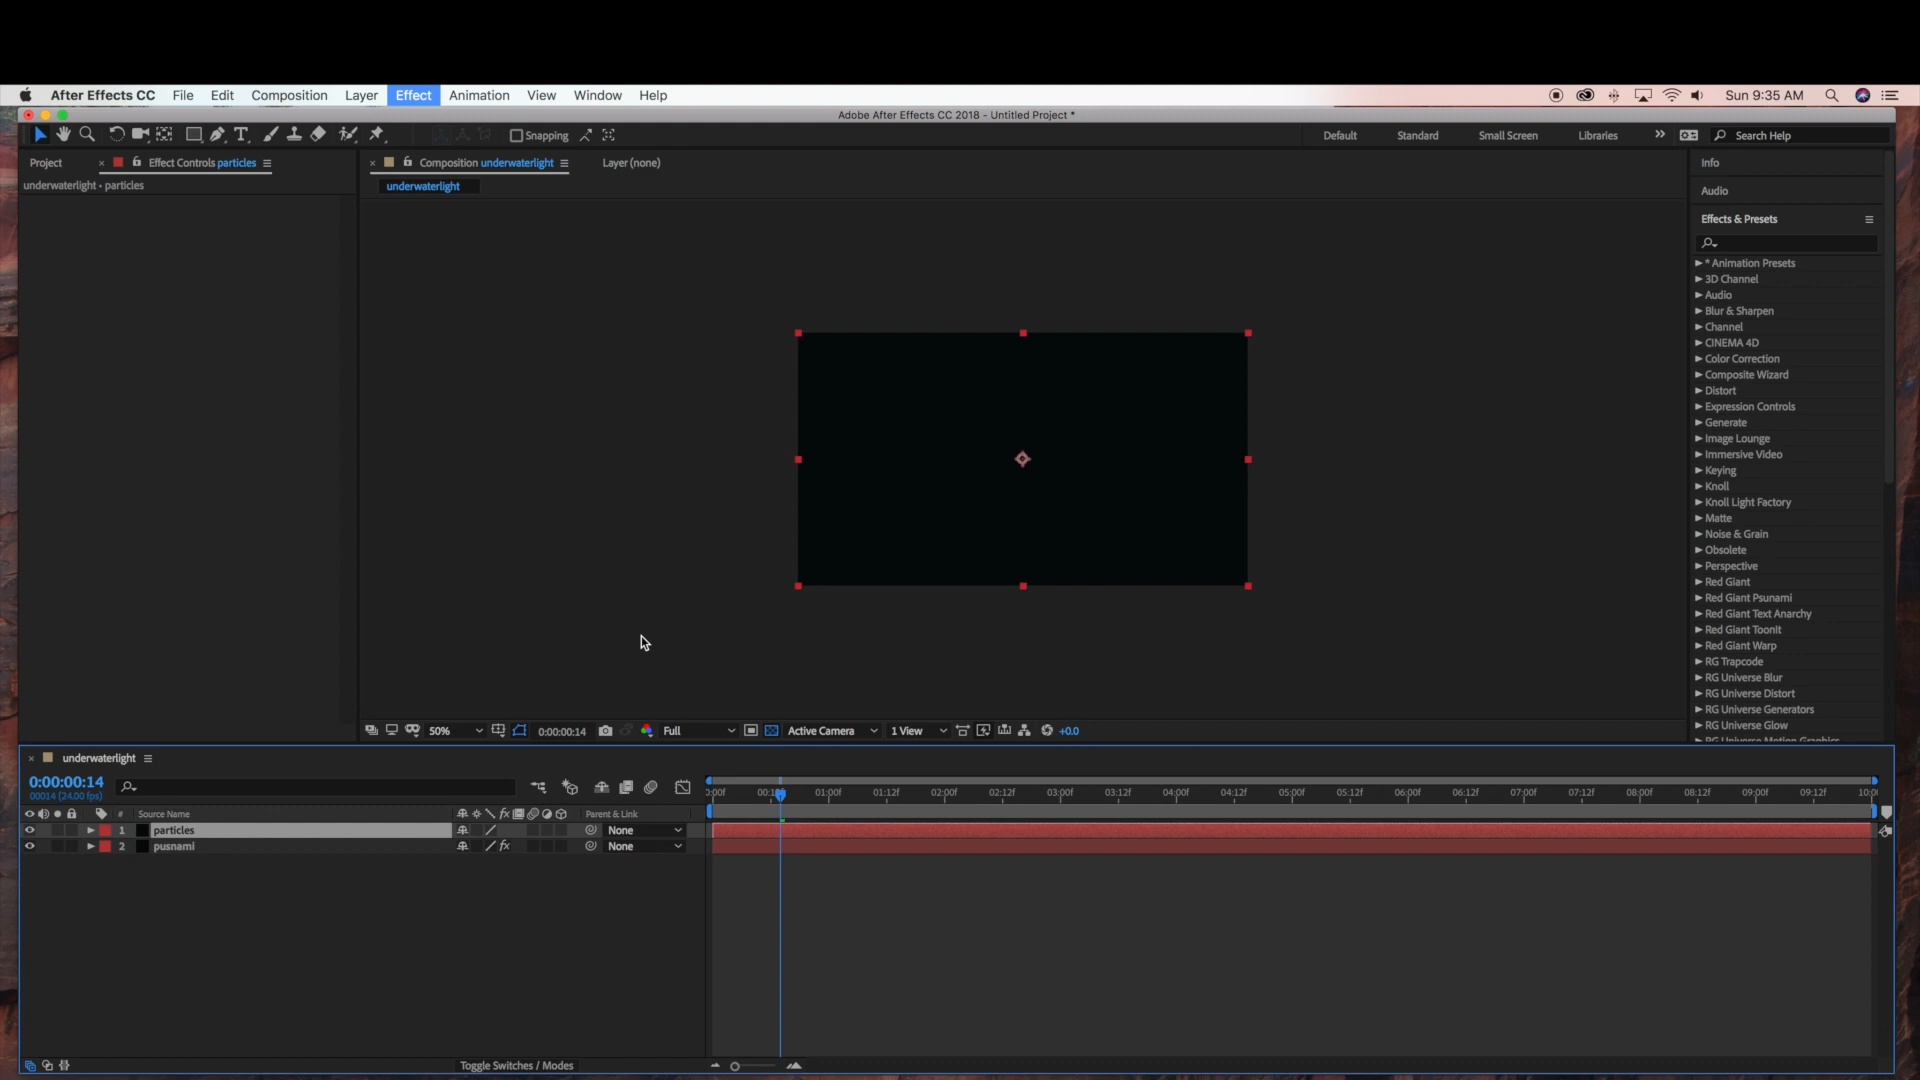 After Effects CC File Edit Composition Layer Effect Animation View Window Help Sun 9:35 AM
Adobe After Effects CC 2018 - Untitled Project *
Snapping Default Standard Small Screen Libraries Search Help
Project Effect Controls particles Composition underwaterlight Layer (none) Info
underwaterlight • particles underwaterlight Audio
Effects & Presets
* Animation Presets
3D Channel
Audio
Blur & Sharpen
Channel
CINEMA 4D
Color Correction
Composite Wizard
Distort
Expression Controls
Generate
Image Lounge
Immersive Video
Keying
Knoll
Knoll Light Factory
Matte
Noise & Grain
Obsolete
Perspective
Red Giant
Red Giant Psunami
Red Giant Text Anarchy
Red Giant ToonIt
Red Giant Warp
RG Trapcode
RG Universe Blur
RG Universe Distort
RG Universe Generators
RG Universe Glow
RG Universe Motion Graphics
50% 0:00:00:14 Full Active Camera 1 View +0.0
underwaterlight
0:00:00:14
00014 (24.00 fps)
01:00f 01:12f 02:00f 02:12f 03:00f 03:12f 04:00f 04:12f 05:00f 05:12f 06:00f 06:12f 07:00f 07:12f 08:00f 08:12f 09:00f 09:12f
# Source Name fx Parent & Link
1 particles None
2 pusnami fx None
Toggle Switches / Modes